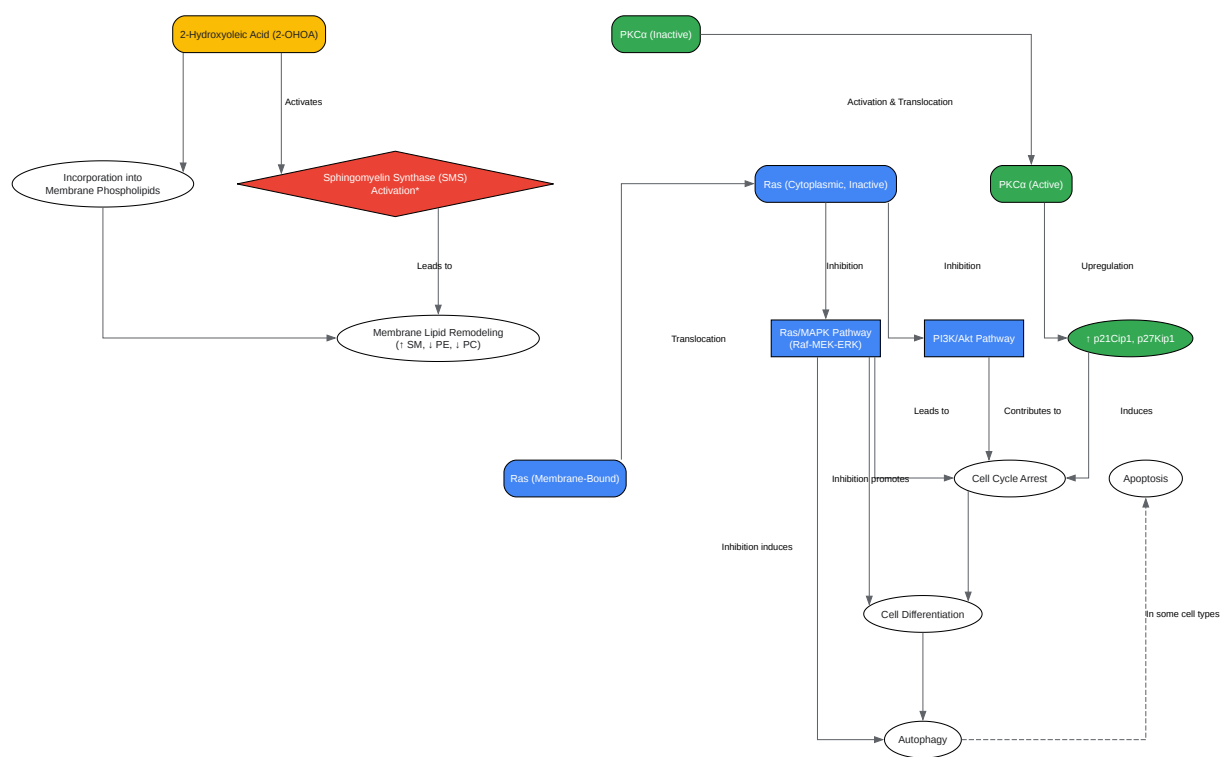 2-Hydroxyoleic Acid (2-OHOA)
PKCα (Inactive)
Activates
Activation & Translocation
Incorporation into
Membrane Phospholipids
Sphingomyelin Synthase (SMS)
Activation*
Ras (Cytoplasmic, Inactive)
PKCα (Active)
Leads to
Inhibition
Inhibition
Upregulation
Membrane Lipid Remodeling
(↑ SM, ↓ PE, ↓ PC)
Translocation
Ras/MAPK Pathway
(Raf-MEK-ERK)
PI3K/Akt Pathway
↑ p21Cip1, p27Kip1
Leads to
Contributes to
Induces
Ras (Membrane-Bound)
Inhibition promotes
Cell Cycle Arrest
Apoptosis
Inhibition induces
Cell Differentiation
In some cell types
Autophagy